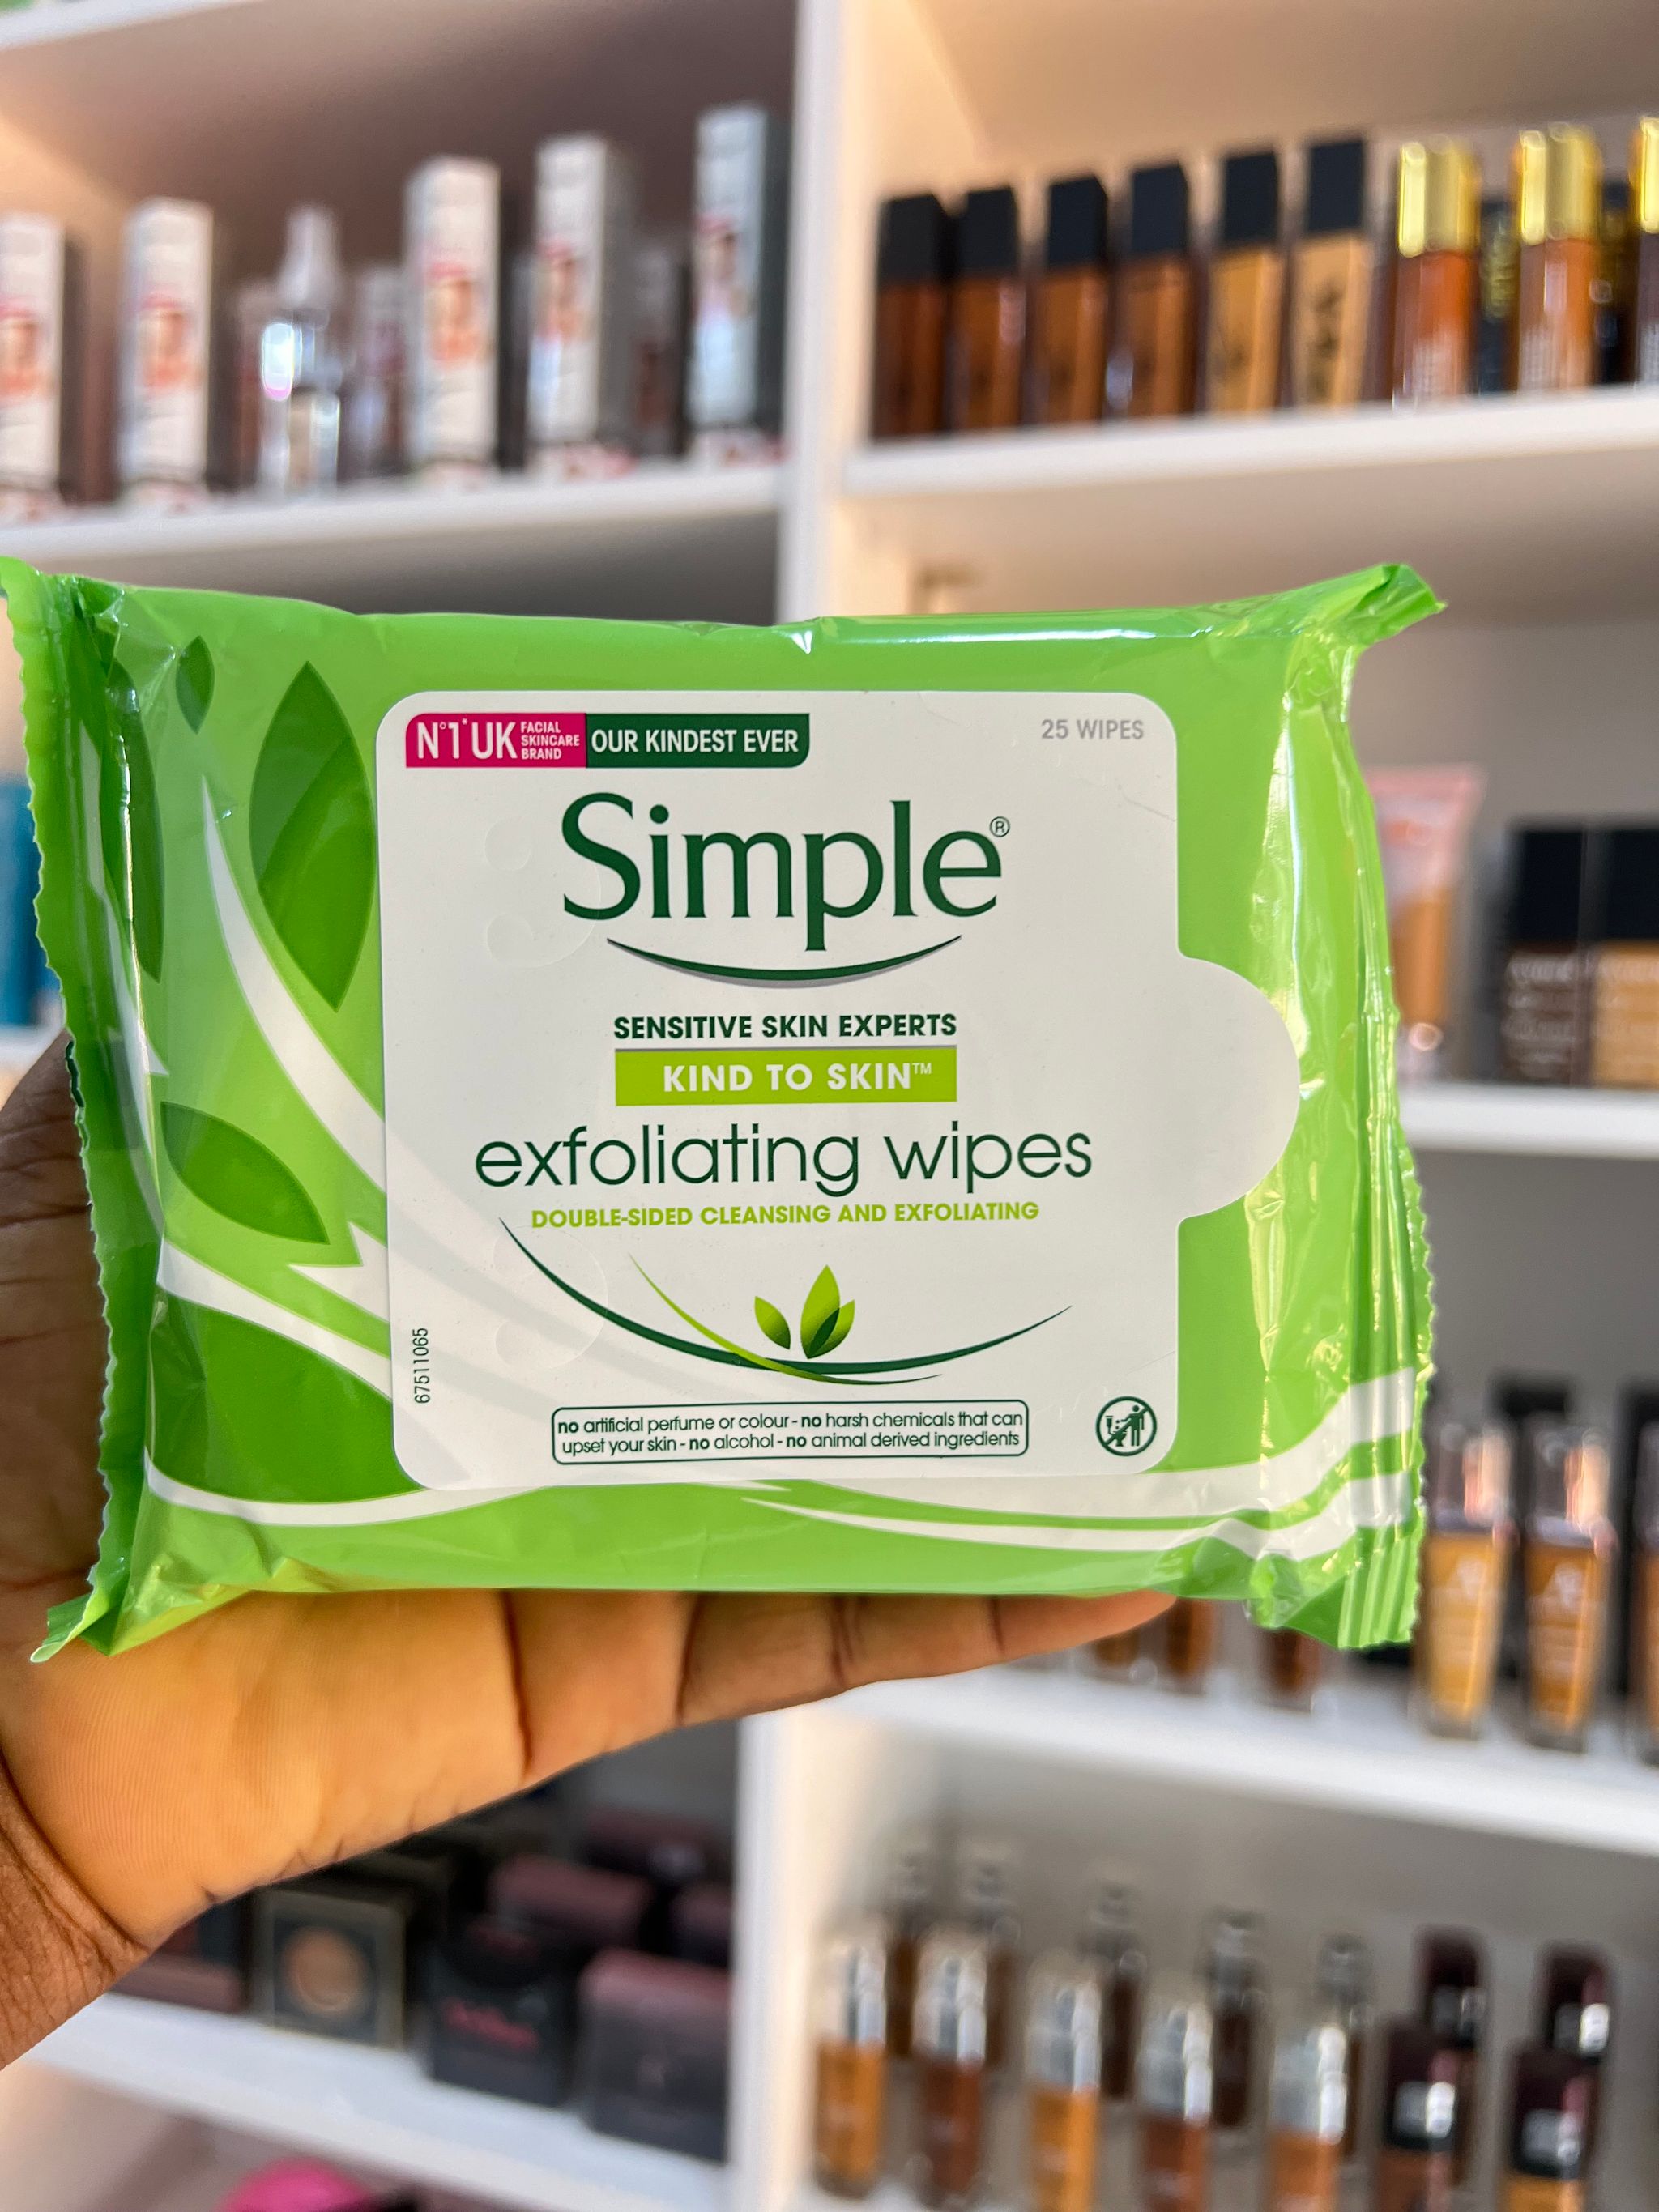 N°1 UK FACIAL
SKINCARE
BRAND
OUR KINDEST EVER
25 WIPES
Simple®
SENSITIVE SKIN EXPERTS
KIND TO SKIN™
exfoliating wipes
DOUBLE-SIDED CLEANSING AND EXFOLIATING
67511065
no artificial perfume or colour - no harsh chemicals that can
upset your skin - no alcohol - no animal derived ingredients